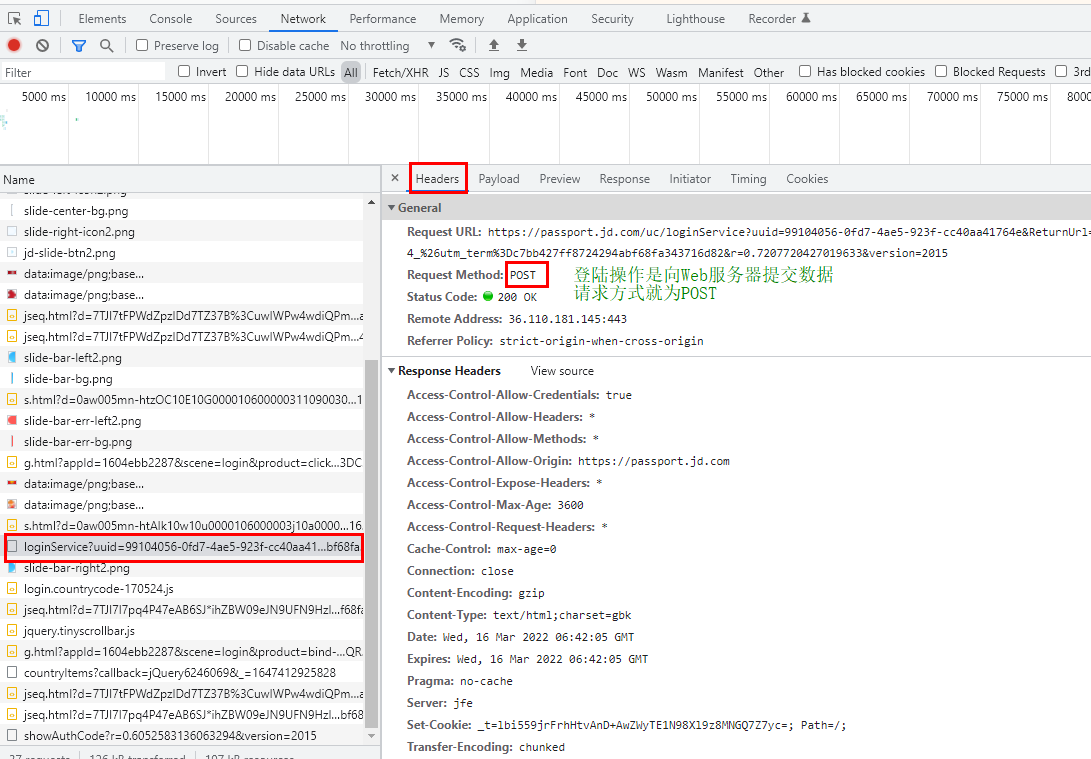 Elements Console Sources Network Performance Memory Application Security Lighthouse Recorder
Preserve log Disable cache No throttling
Filter Invert Hide data URLs All Fetch/XHR JS CSS Img Media Font Doc WS Wasm Manifest Other Has blocked cookies Blocked Requests 3rd
5000 ms 10000 ms 15000 ms 20000 ms 25000 ms 30000 ms 35000 ms 40000 ms 45000 ms 50000 ms 55000 ms 60000 ms 65000 ms 70000 ms 75000 ms 8000
Name
slide-center-bg.png
slide-right-icon2.png
jd-slide-btn2.png
data:image/png;base...
data:image/png;base...
jseq.html?d=7TJI7tFPWdZpzlDd7TZ37B%3CuwIWPw4wdiQPm...a
jseq.html?d=7TJI7tFPWdZpzlDd7TZ37B%3CuwIWPw4wdiQPm...4
slide-bar-left2.png
slide-bar-bg.png
s.html?d=0aw005mn-htzOC10E10G000010600000311090030...1
slide-bar-err-left2.png
slide-bar-err-bg.png
g.html?appId=1604ebb2287&scene=login&product=click...3DC
data:image/png;base...
data:image/png;base...
s.html?d=0aw005mn-htAlk10w10u0000106000003j10a0000...16
loginService?uuid=99104056-0fd7-4ae5-923f-cc40aa41...bf68fa
slide-bar-right2.png
login.countrycode-170524.js
jseq.html?d=7TJI7I7pq4P47eAB6SJ*ihZBW09eJN9UFN9Hzl...f68fa
jquery.tinyscrollbar.js
g.html?appId=1604ebb2287&scene=login&product=bind-...QR
countryItems?callback=jQuery6246069&_=1647412925828
jseq.html?d=7TJI7tFPWdZpzlDd7TZ37B%3CuwIWPw4wdiQPm...a
jseq.html?d=7TJI7I7pq4P47eAB6SJ*ihZBW09eJN9UFN9Hzl...bf68
showAuthCode?r=0.6052583136063294&version=2015
37 requests 126 kB transferred 107 kB resources
× Headers Payload Preview Response Initiator Timing Cookies
General
Request URL: https://passport.jd.com/uc/loginService?uuid=99104056-0fd7-4ae5-923f-cc40aa41764e&ReturnUrl=
4_%26utm_term%3Dc7bb427ff8724294abf68fa343716d82&r=0.7207720427019633&version=2015
Request Method: POST
登陆操作是向Web服务器提交数据
请求方式就为POST
Status Code: 200 OK
Remote Address: 36.110.181.145:443
Referrer Policy: strict-origin-when-cross-origin
Response Headers View source
Access-Control-Allow-Credentials: true
Access-Control-Allow-Headers: *
Access-Control-Allow-Methods: *
Access-Control-Allow-Origin: https://passport.jd.com
Access-Control-Expose-Headers: *
Access-Control-Max-Age: 3600
Access-Control-Request-Headers: *
Cache-Control: max-age=0
Connection: close
Content-Encoding: gzip
Content-Type: text/html;charset=gbk
Date: Wed, 16 Mar 2022 06:42:05 GMT
Expires: Wed, 16 Mar 2022 06:42:05 GMT
Pragma: no-cache
Server: jfe
Set-Cookie: _t=lbi559jrFrhHtvAnD+AwZWyTE1N98Xl9z8MNGQ7Z7yc=; Path=/;
Transfer-Encoding: chunked